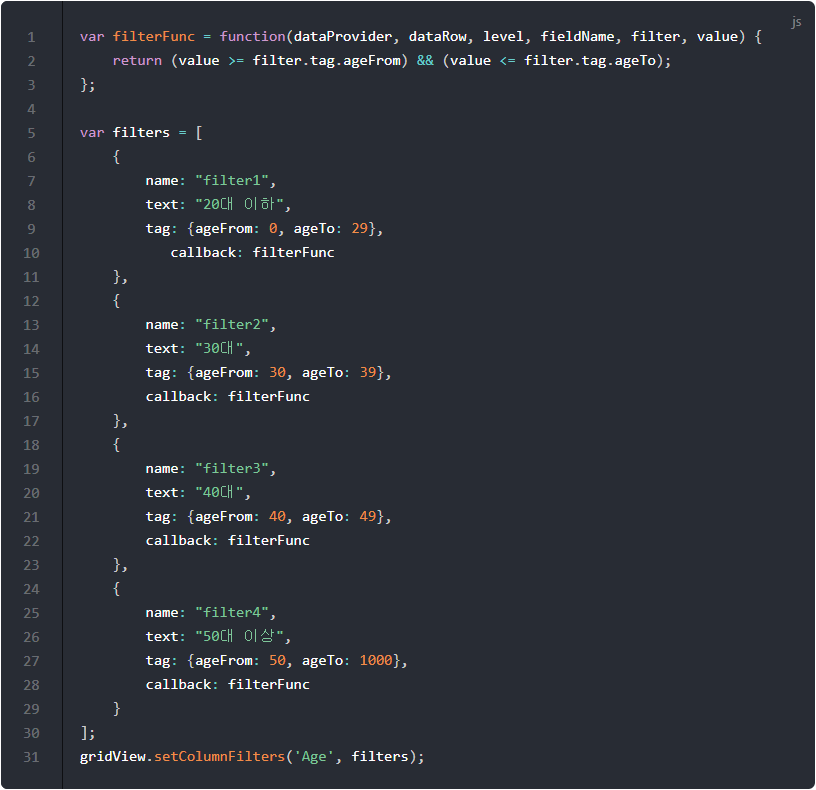 js
1 var filterFunc = function(dataProvider, dataRow, level, fieldName, filter, value) {
2     return (value >= filter.tag.ageFrom) && (value <= filter.tag.ageTo);
3 };
4
5 var filters = [
6     {
7         name: "filter1",
8         text: "20대 이하",
9         tag: {ageFrom: 0, ageTo: 29},
10            callback: filterFunc
11     },
12     {
13         name: "filter2",
14         text: "30대",
15         tag: {ageFrom: 30, ageTo: 39},
16         callback: filterFunc
17     },
18     {
19         name: "filter3",
20         text: "40대",
21         tag: {ageFrom: 40, ageTo: 49},
22         callback: filterFunc
23     },
24     {
25         name: "filter4",
26         text: "50대 이상",
27         tag: {ageFrom: 50, ageTo: 1000},
28         callback: filterFunc
29     }
30 ];
31 gridView.setColumnFilters('Age', filters);